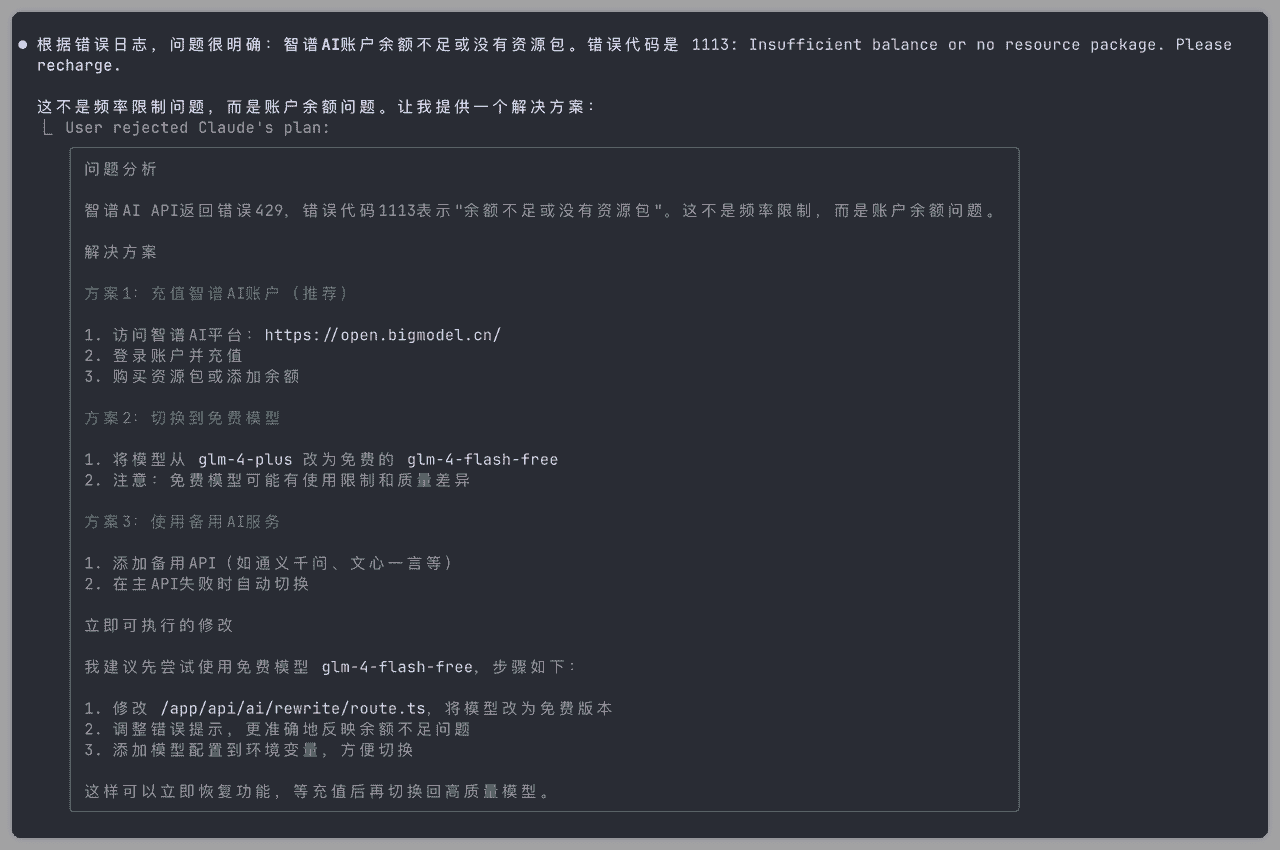 ● 根据错误日志，问题很明确：智谱AI账户余额不足或没有资源包。错误代码是 1113: Insufficient balance or no resource package. Please
recharge.
这不是频率限制问题，而是账户余额问题。让我提供一个解决方案：
⎿ User rejected Claude's plan:
问题分析
智谱AI API返回错误429，错误代码1113表示"余额不足或没有资源包"。这不是频率限制，而是账户余额问题。
解决方案
方案1：充值智谱AI账户（推荐）
1. 访问智谱AI平台：https://open.bigmodel.cn/
2. 登录账户并充值
3. 购买资源包或添加余额
方案2：切换到免费模型
1. 将模型从 glm-4-plus 改为免费的 glm-4-flash-free
2. 注意：免费模型可能有使用限制和质量差异
方案3：使用备用AI服务
1. 添加备用API（如通义千问、文心一言等）
2. 在主API失败时自动切换
立即可执行的修改
我建议先尝试使用免费模型 glm-4-flash-free，步骤如下：
1. 修改 /app/api/ai/rewrite/route.ts，将模型改为免费版本
2. 调整错误提示，更准确地反映余额不足问题
3. 添加模型配置到环境变量，方便切换
这样可以立即恢复功能，等充值后再切换回高质量模型。